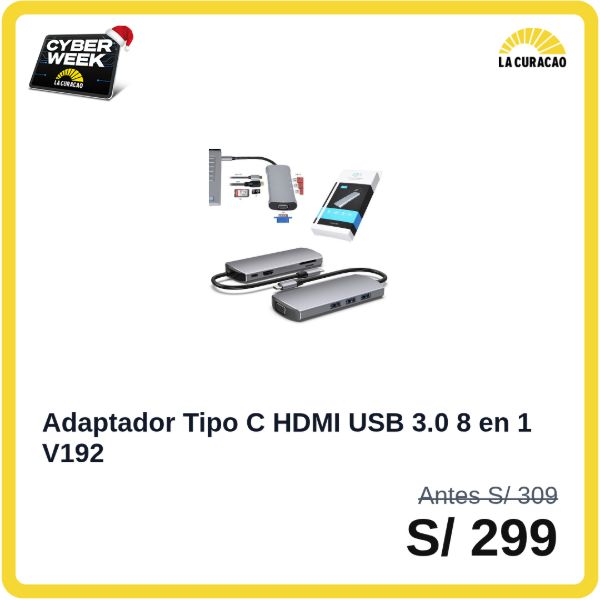 CYBER
WEEK
LA CURACAO
LA CURACAO
Adaptador Tipo C HDMI USB 3.0 8 en 1
V192
Antes S/ 309
S/ 299